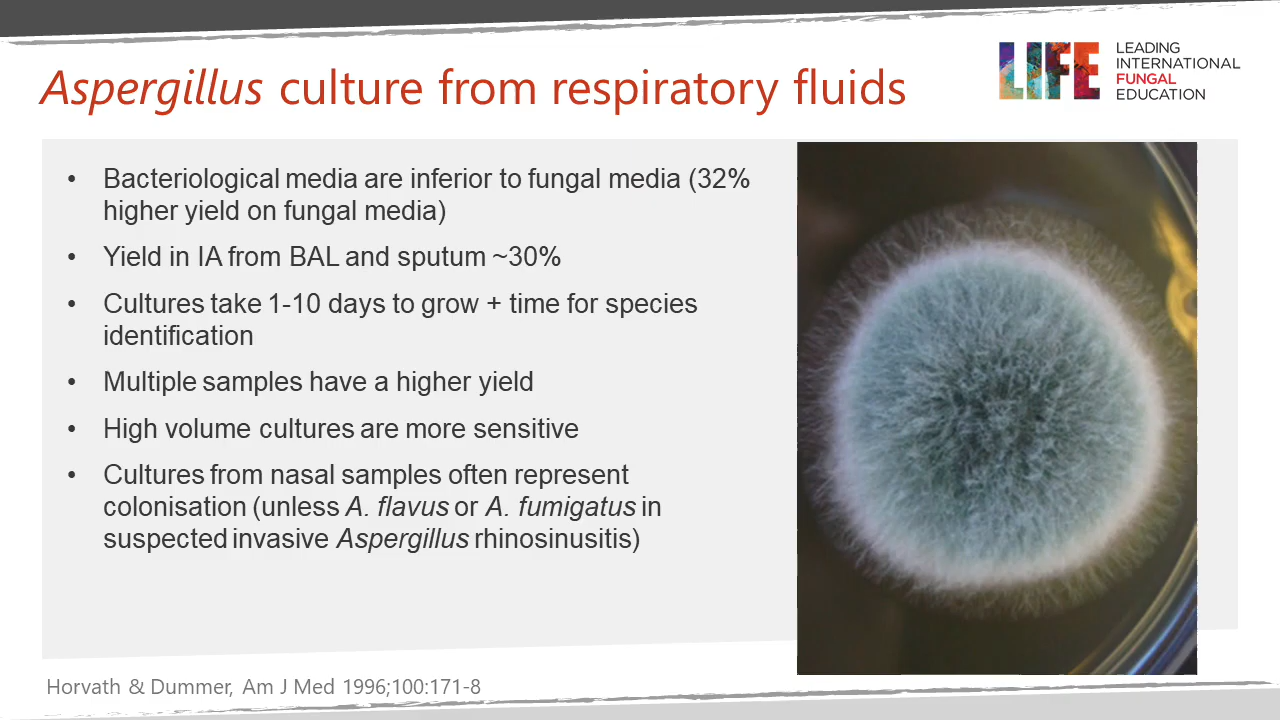 Aspergillus culture from respiratory fluids
LIFE
LEADING
INTERNATIONAL
FUNGAL
EDUCATION
• Bacteriological media are inferior to fungal media (32%
higher yield on fungal media)
• Yield in IA from BAL and sputum ~30%
• Cultures take 1-10 days to grow + time for species
identification
• Multiple samples have a higher yield
• High volume cultures are more sensitive
• Cultures from nasal samples often represent
colonisation (unless A. flavus or A. fumigatus in
suspected invasive Aspergillus rhinosinusitis)
Horvath & Dummer, Am J Med 1996;100:171-8